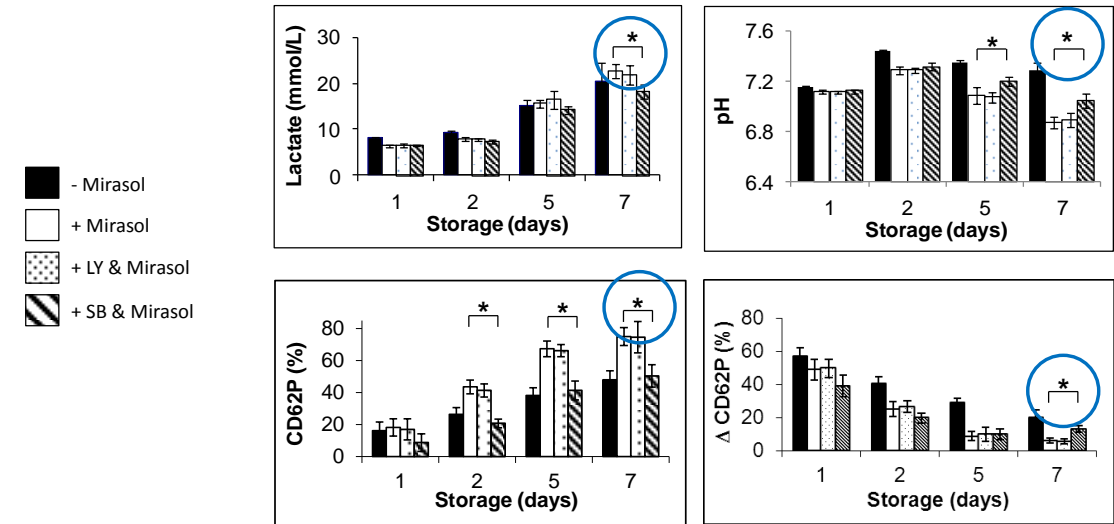 - Mirasol
+ Mirasol
+ LY & Mirasol
+ SB & Mirasol
Lactate (mmol/L)
30
20
10
0
*
1 2 5 7
Storage (days)
pH
7.6
7.2
6.8
6.4
* *
1 2 5 7
Storage (days)
CD62P (%)
80
60
40
20
0
* * *
1 2 5 7
Storage (days)
Δ CD62P (%)
80
60
40
20
0
*
1 2 5 7
Storage (days)